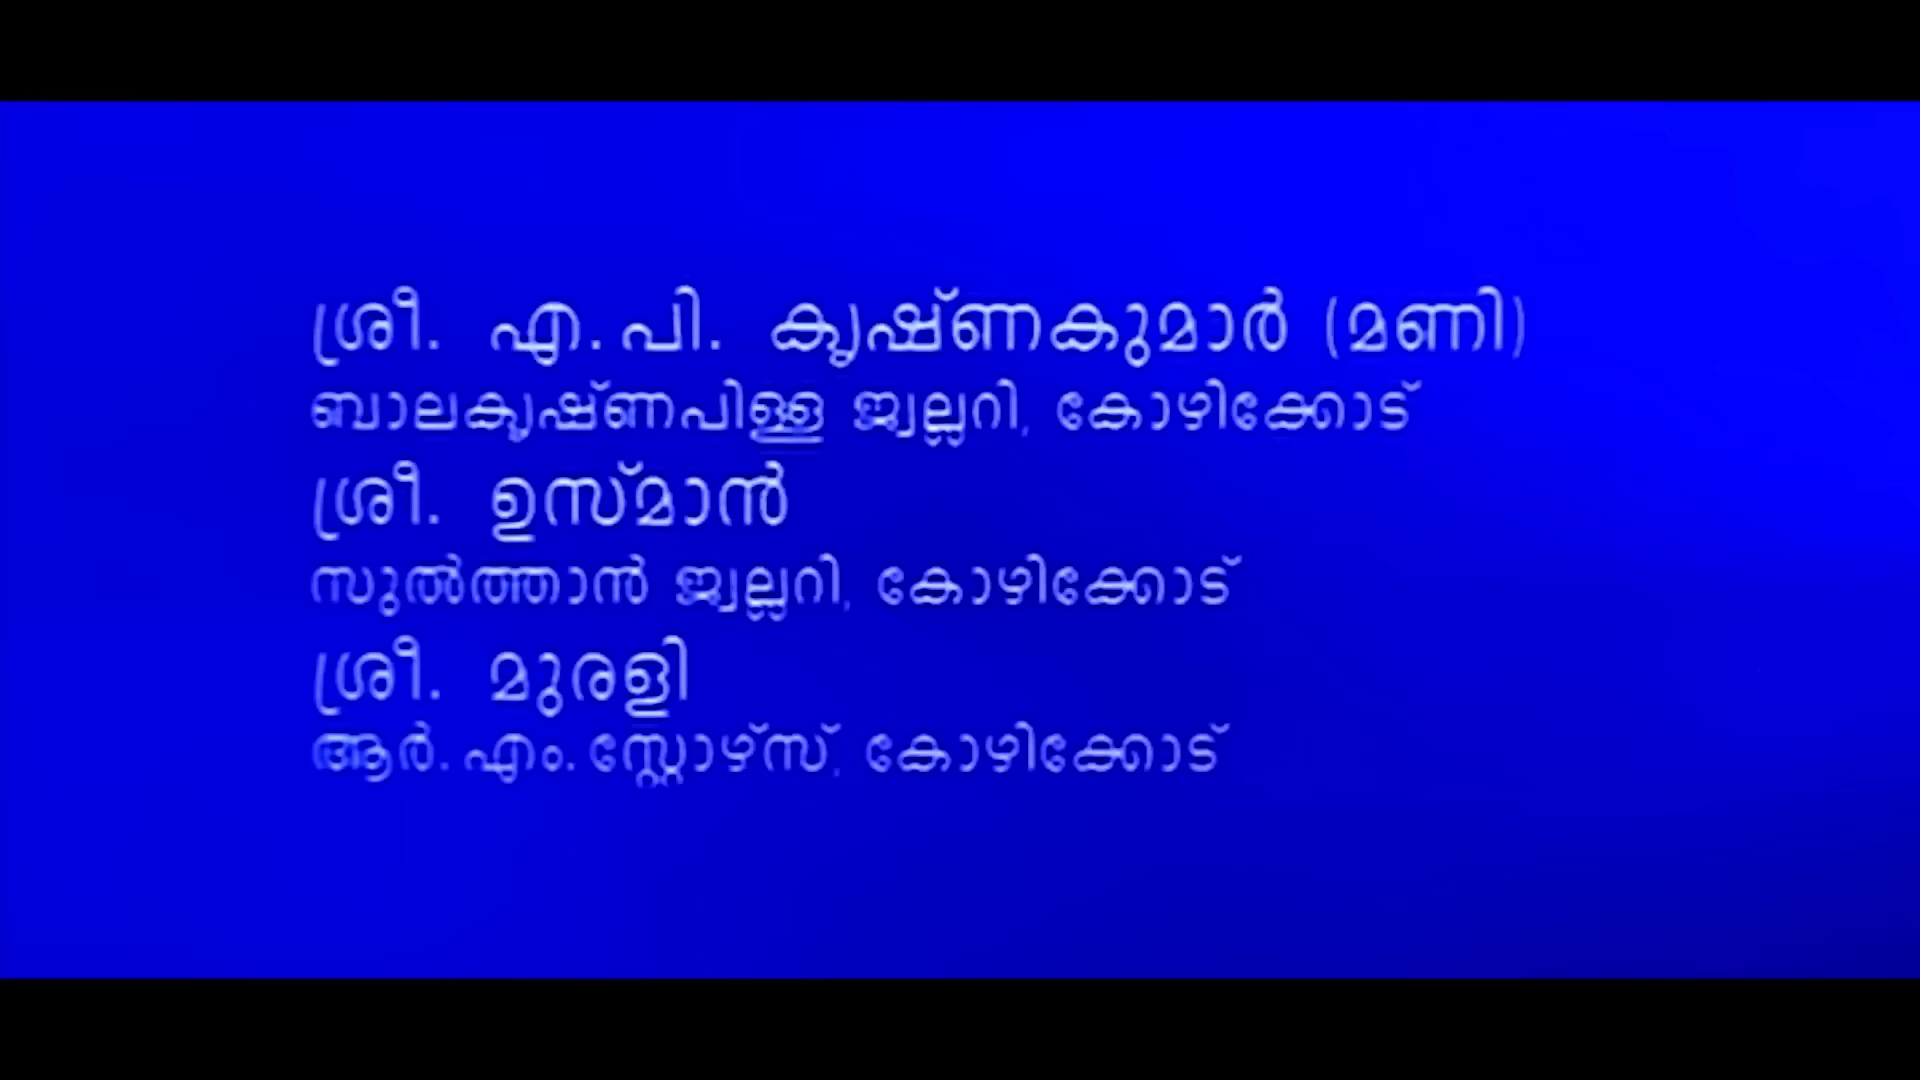 ശ്രീ. എ.പി. കൃഷ്ണകുമാർ (മണി)
ബാലകൃഷ്ണപിള്ള ജ്വല്ലറി, കോഴിക്കോട്
ശ്രീ. ഉസ്മാൻ
സുൽത്താൻ ജ്വല്ലറി, കോഴിക്കോട്
ശ്രീ. മുരളി
ആർ.എം.സ്റ്റോഴ്സ്, കോഴിക്കോട്